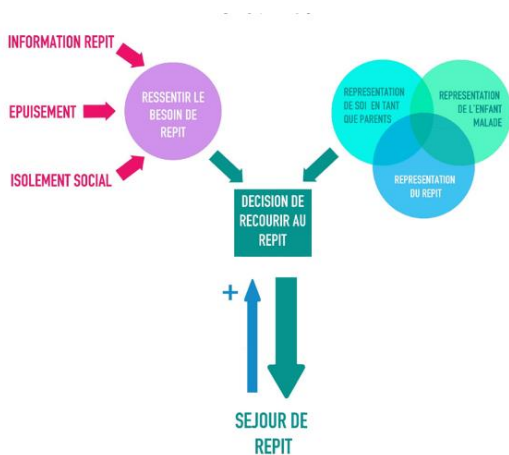 INFORMATION REPIT
EPUISEMENT
ISOLEMENT SOCIAL
RESSENTIR LE
BESOIN DE
REPIT
REPRESENTATION
DE SOI EN TANT
QUE PARENTS
REPRESENTATION
DE L'ENFANT
MALADE
REPRESENTATION
DU REPIT
DECISION DE
RECOURIR AU
REPIT
+
SEJOUR DE
REPIT